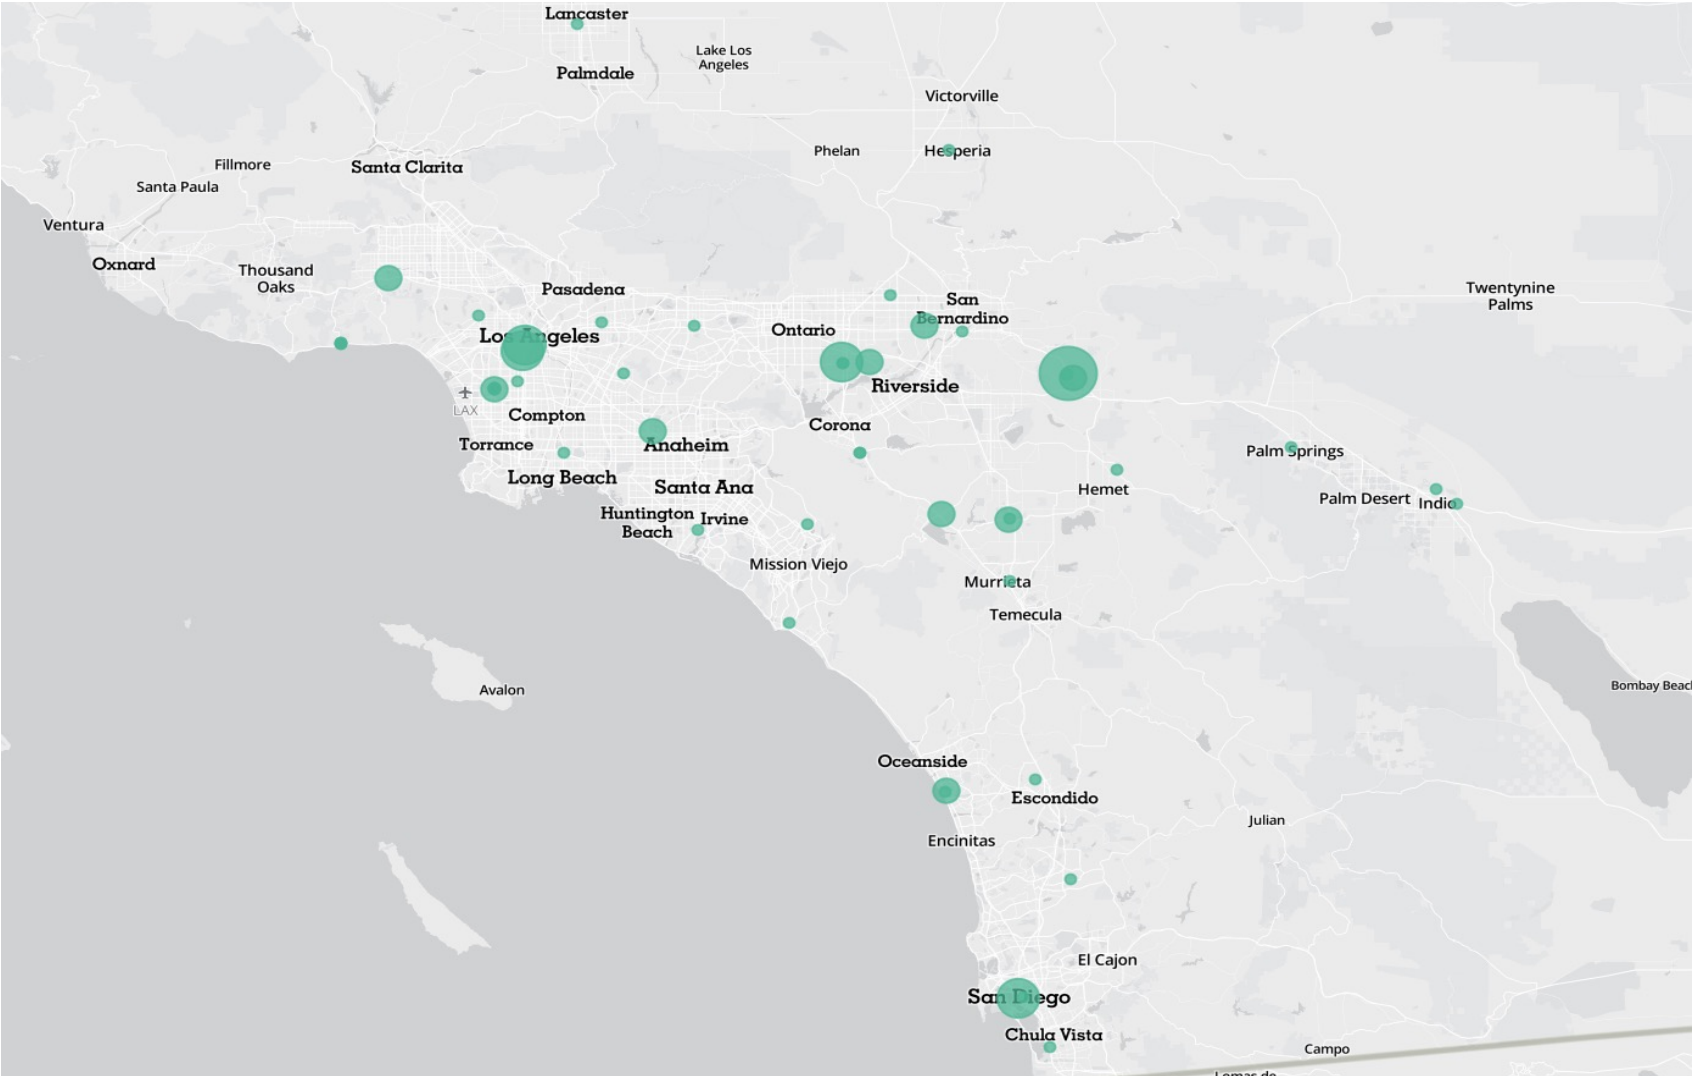 Lancaster
Lake Los
Angeles
Palmdale
Victorville
Phelan
Hesperia
Fillmore
Santa Clarita
Santa Paula
Ventura
Oxnard
Thousand
Oaks
Pasadena
Twentynine
Palms
San
Bernardino
Los Angeles
Ontario
Riverside
LAX
Compton
Corona
Torrance
Anaheim
Palm Springs
Long Beach
Santa Ana
Hemet
Palm Desert
Indio
Huntington
Beach
Irvine
Mission Viejo
Murrieta
Temecula
Avalon
Bombay Beac
Oceanside
Escondido
Julian
Encinitas
El Cajon
San Diego
Chula Vista
Campo
Lomas de